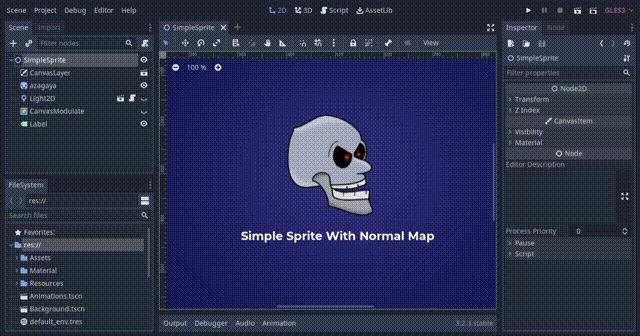 Scene Project Debug Editor Help 2D 3D Script AssetLib GLES3
Scene Import
Filter nodes
SimpleSprite
CanvasLayer
azagaya
Light2D
CanvasModulate
Label
FileSystem
res://
Search files
Favorites:
res://
Assets
Material
Resources
Animations.tscn
Background.tscn
default_env.tres
SimpleSprite
View
100 %
Simple Sprite With Normal Map
Output Debugger Audio Animation 3.2.3.stable
Inspector Node
SimpleSprite
Filter properties
Node2D
Transform
Z Index
CanvasItem
Visibility
Material
Node
Editor Description
Process Priority 0
Pause
Script